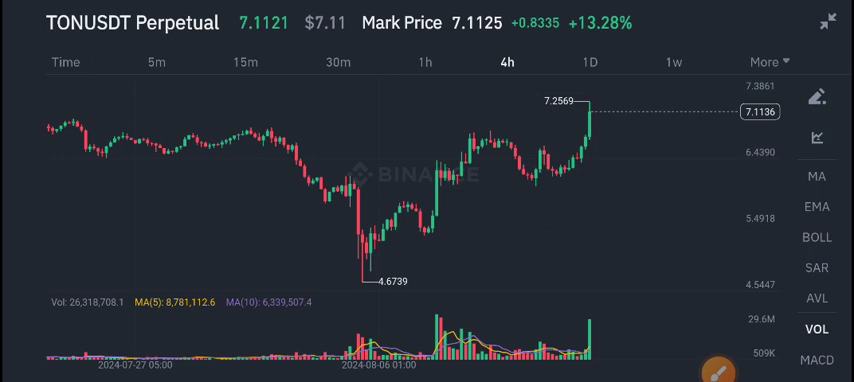 TONUSDT Perpetual 7.1121 $7.11 Mark Price 7.1125 +0.8335 +13.28%
Time 5m 15m 30m 1h 4h 1D 1w More
7.3861
7.2569
7.1136
6.4390
MA
BINANCE
EMA
5.4918
BOLL
SAR
4.6739
4.5447
AVL
Vol: 26,318,708.1 MA(5): 8,781,112.6 MA(10): 6,339,507.4
29.6M
VOL
509K
MACD
2024-07-27 05:00 2024-08-06 01:00